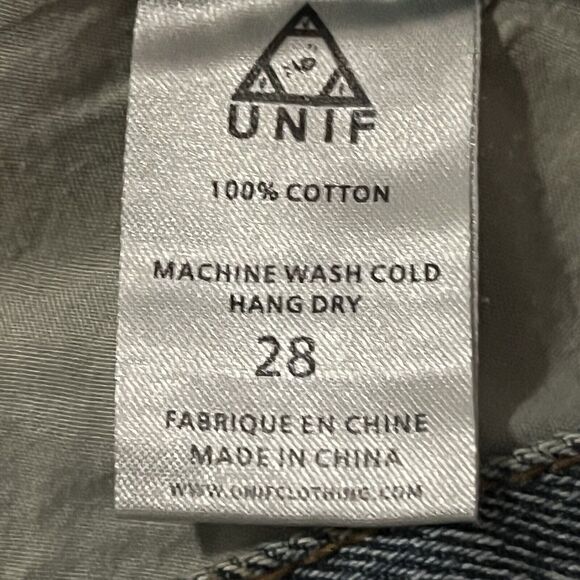 UNIF
100% COTTON
MACHINE WASH COLD
HANG DRY
28
FABRIQUE EN CHINE
MADE IN CHINA
WWW.UNIFCLOTHING.COM